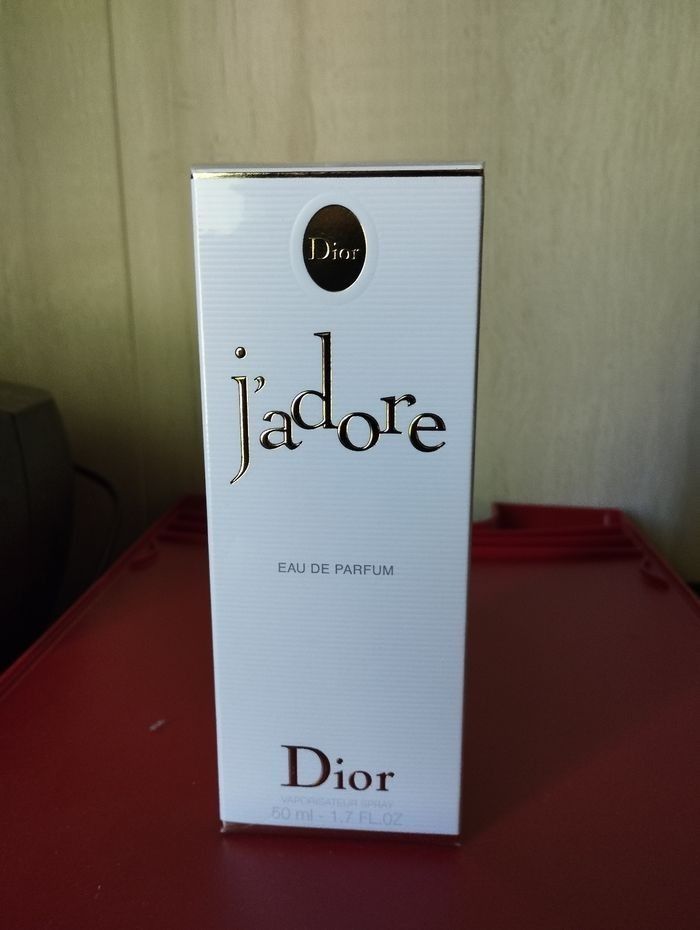 Dior
j'adore
EAU DE PARFUM
Dior
VAPORISATEUR SPRAY
50 ml - 1.7 FL.OZ